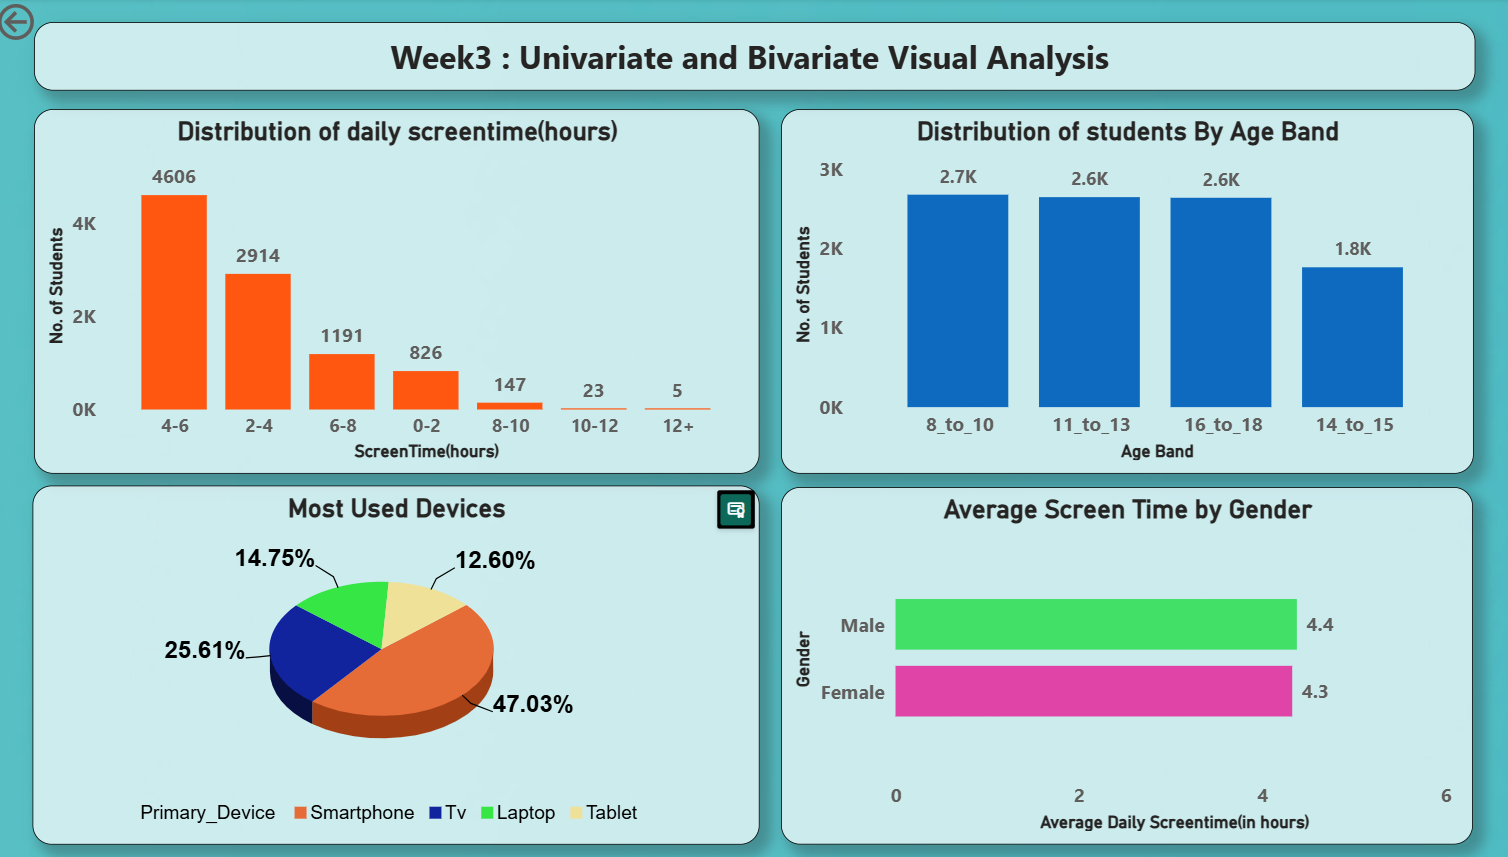 Week3 : Univariate and Bivariate Visual Analysis
Distribution of daily screentime(hours)
No. of Students
4K
2K
0K
4606
2914
1191
826
147
23
5
4-6
2-4
6-8
0-2
8-10
10-12
12+
ScreenTime(hours)
Distribution of students By Age Band
No. of Students
3K
2K
1K
0K
2.7K
2.6K
2.6K
1.8K
8_to_10
11_to_13
16_to_18
14_to_15
Age Band
Most Used Devices
14.75%
12.60%
25.61%
47.03%
Primary_Device
Smartphone
Tv
Laptop
Tablet
Average Screen Time by Gender
Gender
Male
4.4
Female
4.3
0
2
4
6
Average Daily Screentime(in hours)